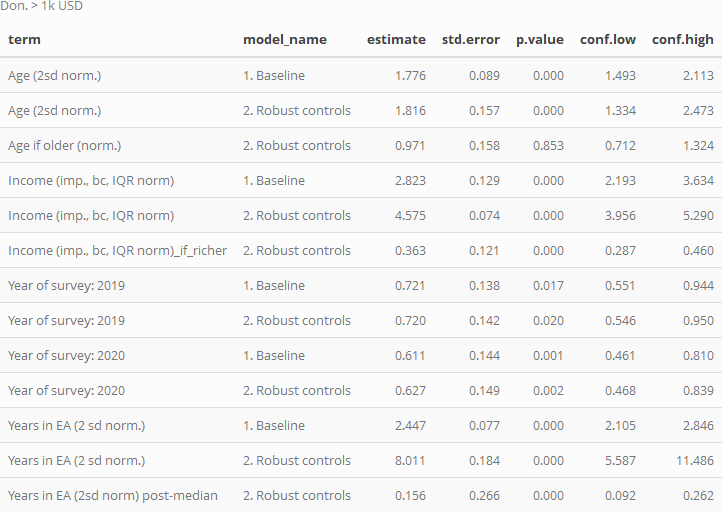 Don. > 1k USD
term model_name estimate std.error p.value conf.low conf.high
Age (2sd norm.) 1. Baseline 1.776 0.089 0.000 1.493 2.113
Age (2sd norm.) 2. Robust controls 1.816 0.157 0.000 1.334 2.473
Age if older (norm.) 2. Robust controls 0.971 0.158 0.853 0.712 1.324
Income (imp., bc, IQR norm) 1. Baseline 2.823 0.129 0.000 2.193 3.634
Income (imp., bc, IQR norm) 2. Robust controls 4.575 0.074 0.000 3.956 5.290
Income (imp., bc, IQR norm)_if_richer 2. Robust controls 0.363 0.121 0.000 0.287 0.460
Year of survey: 2019 1. Baseline 0.721 0.138 0.017 0.551 0.944
Year of survey: 2019 2. Robust controls 0.720 0.142 0.020 0.546 0.950
Year of survey: 2020 1. Baseline 0.611 0.144 0.001 0.461 0.810
Year of survey: 2020 2. Robust controls 0.627 0.149 0.002 0.468 0.839
Years in EA (2 sd norm.) 1. Baseline 2.447 0.077 0.000 2.105 2.846
Years in EA (2 sd norm.) 2. Robust controls 8.011 0.184 0.000 5.587 11.486
Years in EA (2sd norm) post-median 2. Robust controls 0.156 0.266 0.000 0.092 0.262